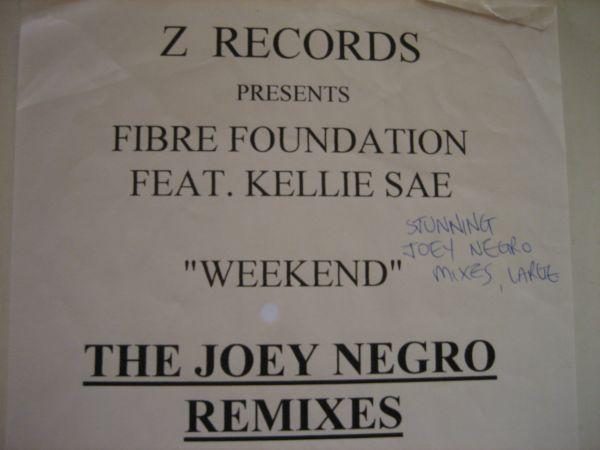 Z RECORDS
PRESENTS
FIBRE FOUNDATION
FEAT. KELLIE SAE
STUNNING
JOEY NEGRO
MIXES, LARGE
"WEEKEND"
THE JOEY NEGRO
REMIXES